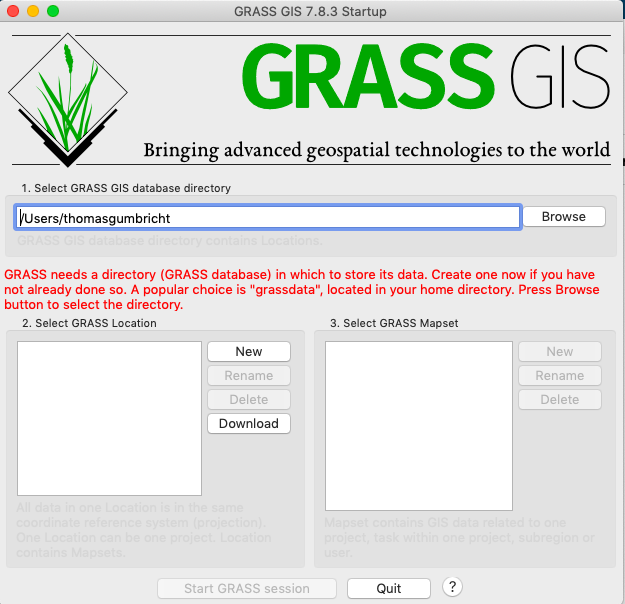 GRASS GIS 7.8.3 Startup
GRASS GIS
Bringing advanced geospatial technologies to the world
1. Select GRASS GIS database directory
/Users/thomasgumbricht
Browse
GRASS GIS database directory contains Locations.
GRASS needs a directory (GRASS database) in which to store its data. Create one now if you have
not already done so. A popular choice is "grassdata", located in your home directory. Press Browse
button to select the directory.
2. Select GRASS Location
New
Rename
Delete
Download
All data in one Location is in the same
coordinate reference system (projection).
One Location can be one project. Location
contains Mapsets.
3. Select GRASS Mapset
New
Rename
Delete
Mapset contains GIS data related to one
project, task within one project, subregion or
user.
Start GRASS session
Quit
?